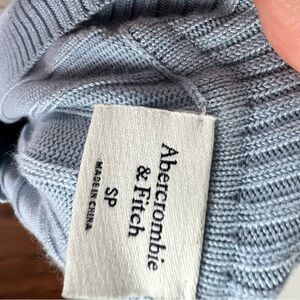 Abercrombie
& Fitch
SP
MADE IN CHINA